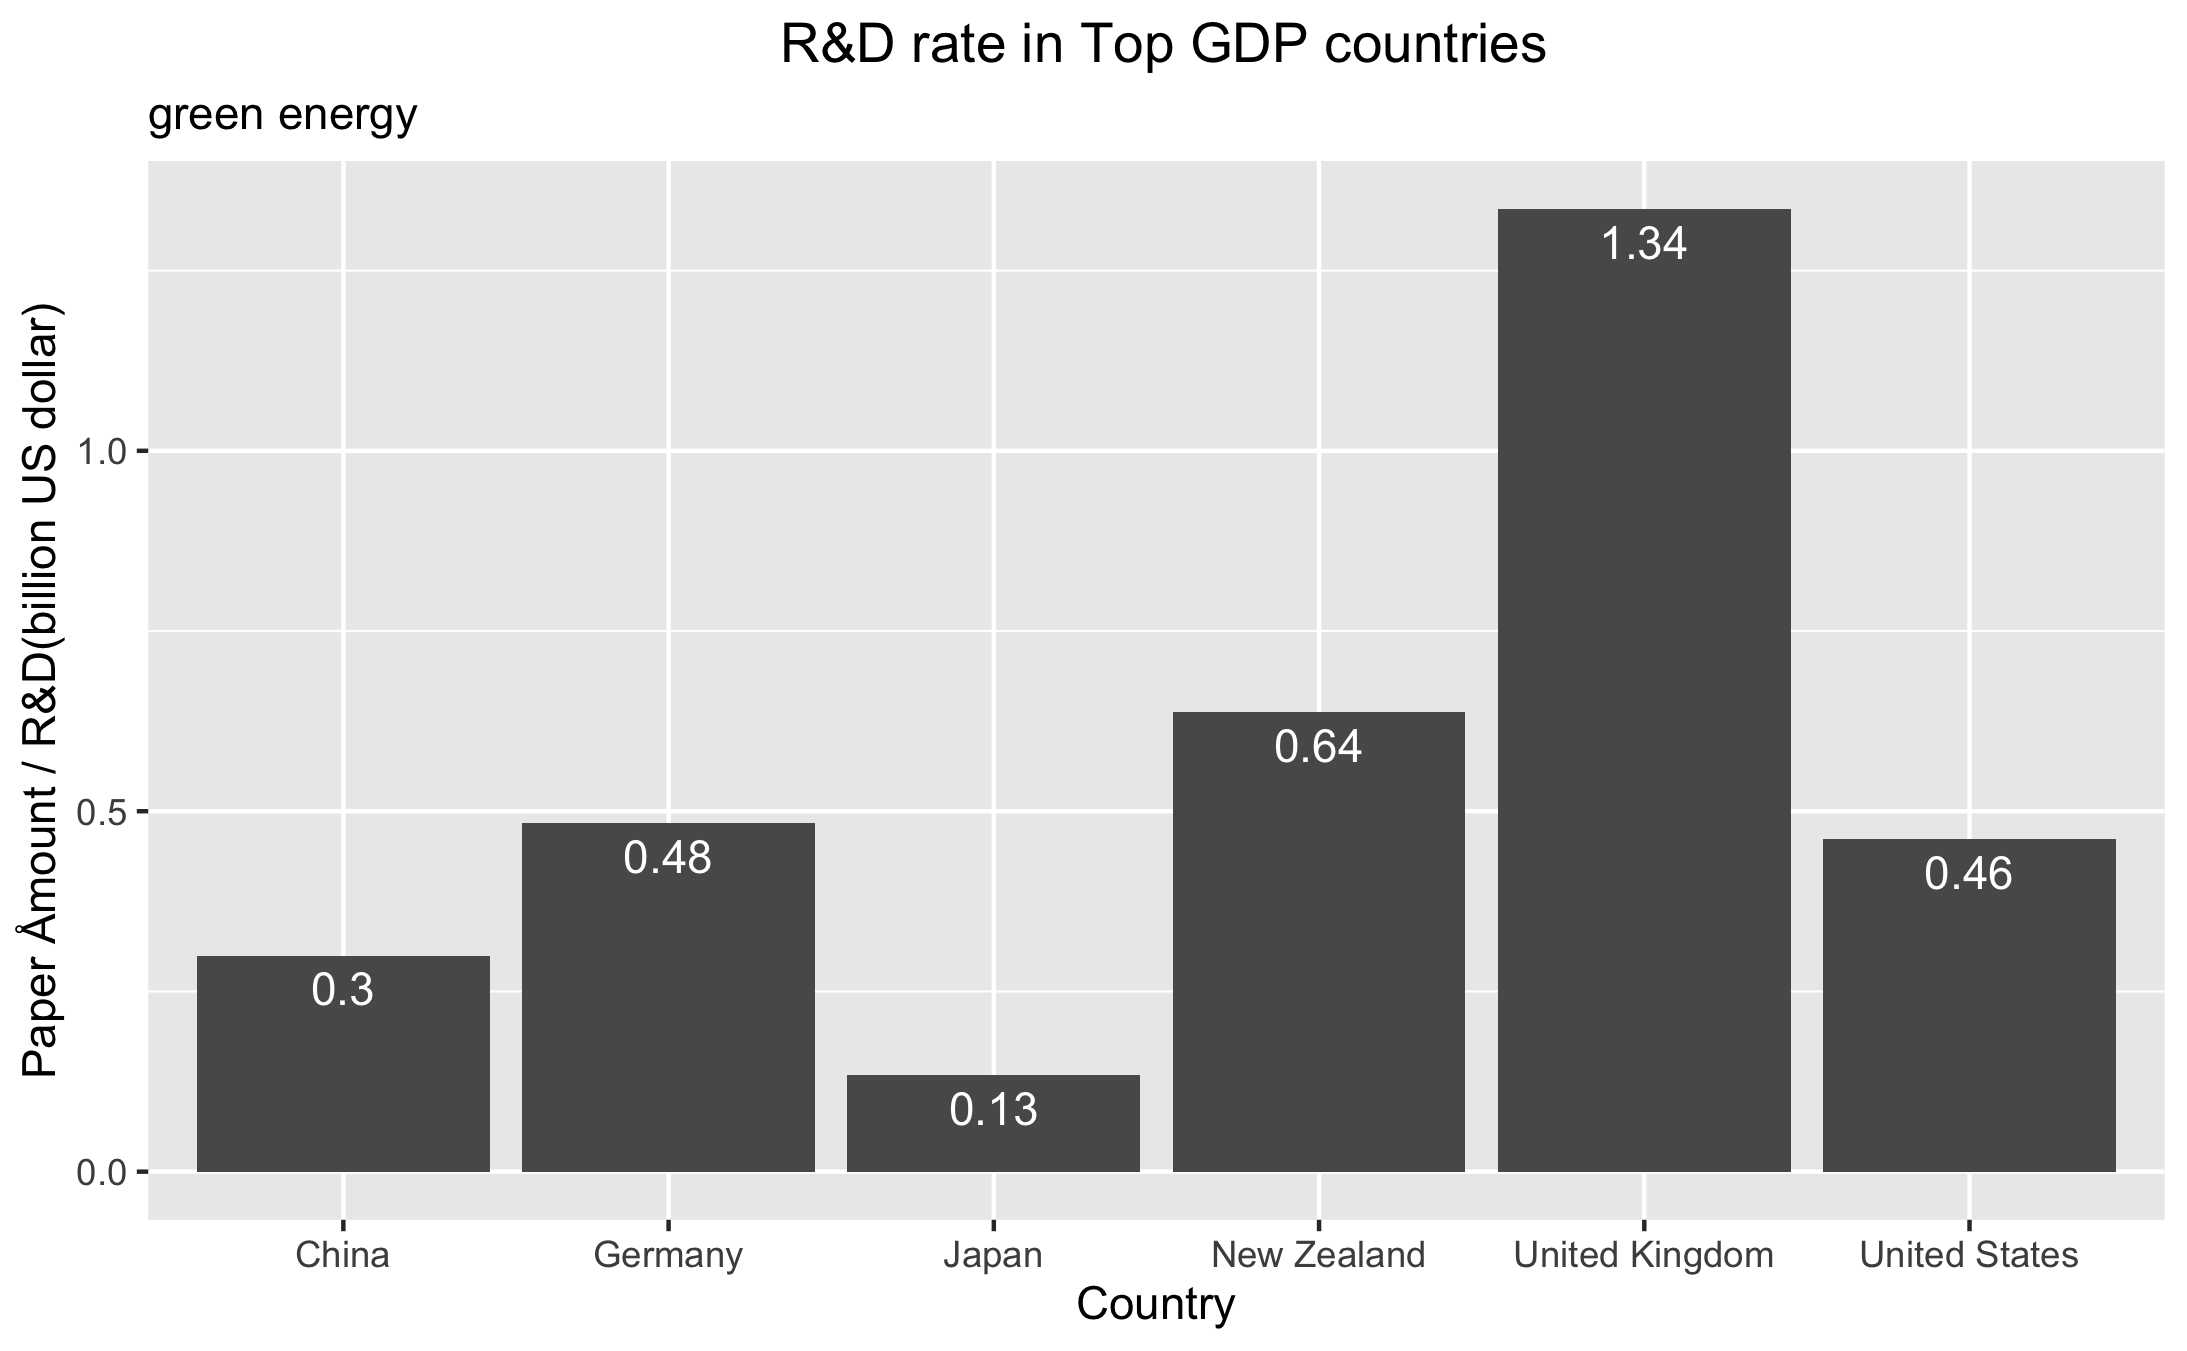 R&D rate in Top GDP countries
green energy
Paper Åmount / R&D(billion US dollar)
1.0
0.5
0.0
0.3
0.48
0.13
0.64
1.34
0.46
China
Germany
Japan
New Zealand
United Kingdom
United States
Country